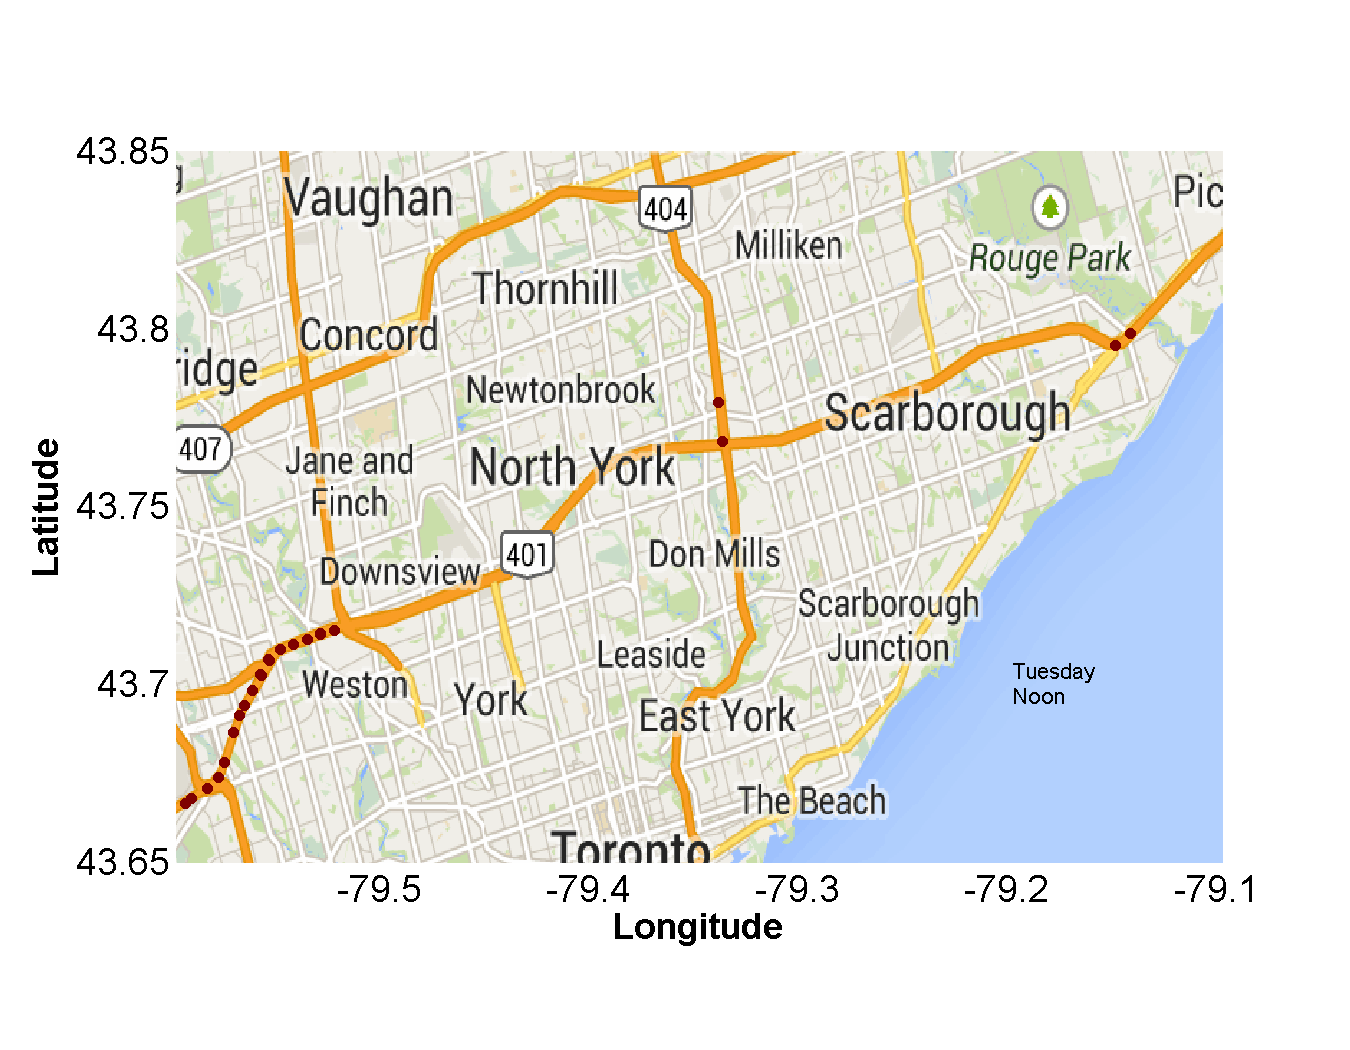 43.85
43.8
43.75
43.7
43.65
Latitude
-79.5
-79.4
-79.3
-79.2
-79.1
Longitude
Vaughan
404
Pic
Milliken
Rouge Park
Thornhill
Concord
ridge
Newtonbrook
Scarborough
407
Jane and
Finch
North York
401
Downsview
Don Mills
Scarborough
Junction
Leaside
Weston
York
East York
Tuesday
Noon
The Beach
Toronto